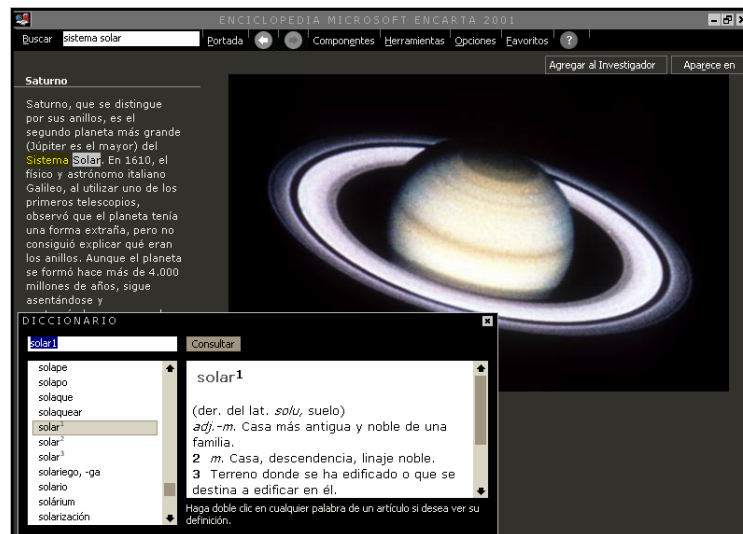 ENCICLOPEDIA MICROSOFT ENCARTA 2001
Buscar sistema solar Portada Componentes Herramientas Opciones Favoritos ?
Agregar al Investigador Aparece en
Saturno
Saturno, que se distingue
por sus anillos, es el
segundo planeta más grande
(Júpiter es el mayor) del
Sistema Solar. En 1610, el
físico y astrónomo italiano
Galileo, al utilizar uno de los
primeros telescopios,
observó que el planeta tenía
una forma extraña, pero no
consiguió explicar qué eran
los anillos. Aunque el planeta
se formó hace más de 4.000
millones de años, sigue
asentándose y
DICCIONARIO
solar1 Consultar
solape
solapo
solaque
solaquear
solar1
solar2
solar3
solariego, -ga
solario
solárium
solarización
solar1
(der. del lat. solu, suelo)
adj.-m. Casa más antigua y noble de una
familia.
2 m. Casa, descendencia, linaje noble.
3 Terreno donde se ha edificado o que se
destina a edificar en él.
Haga doble clic en cualquier palabra de un artículo si desea ver su
definición.